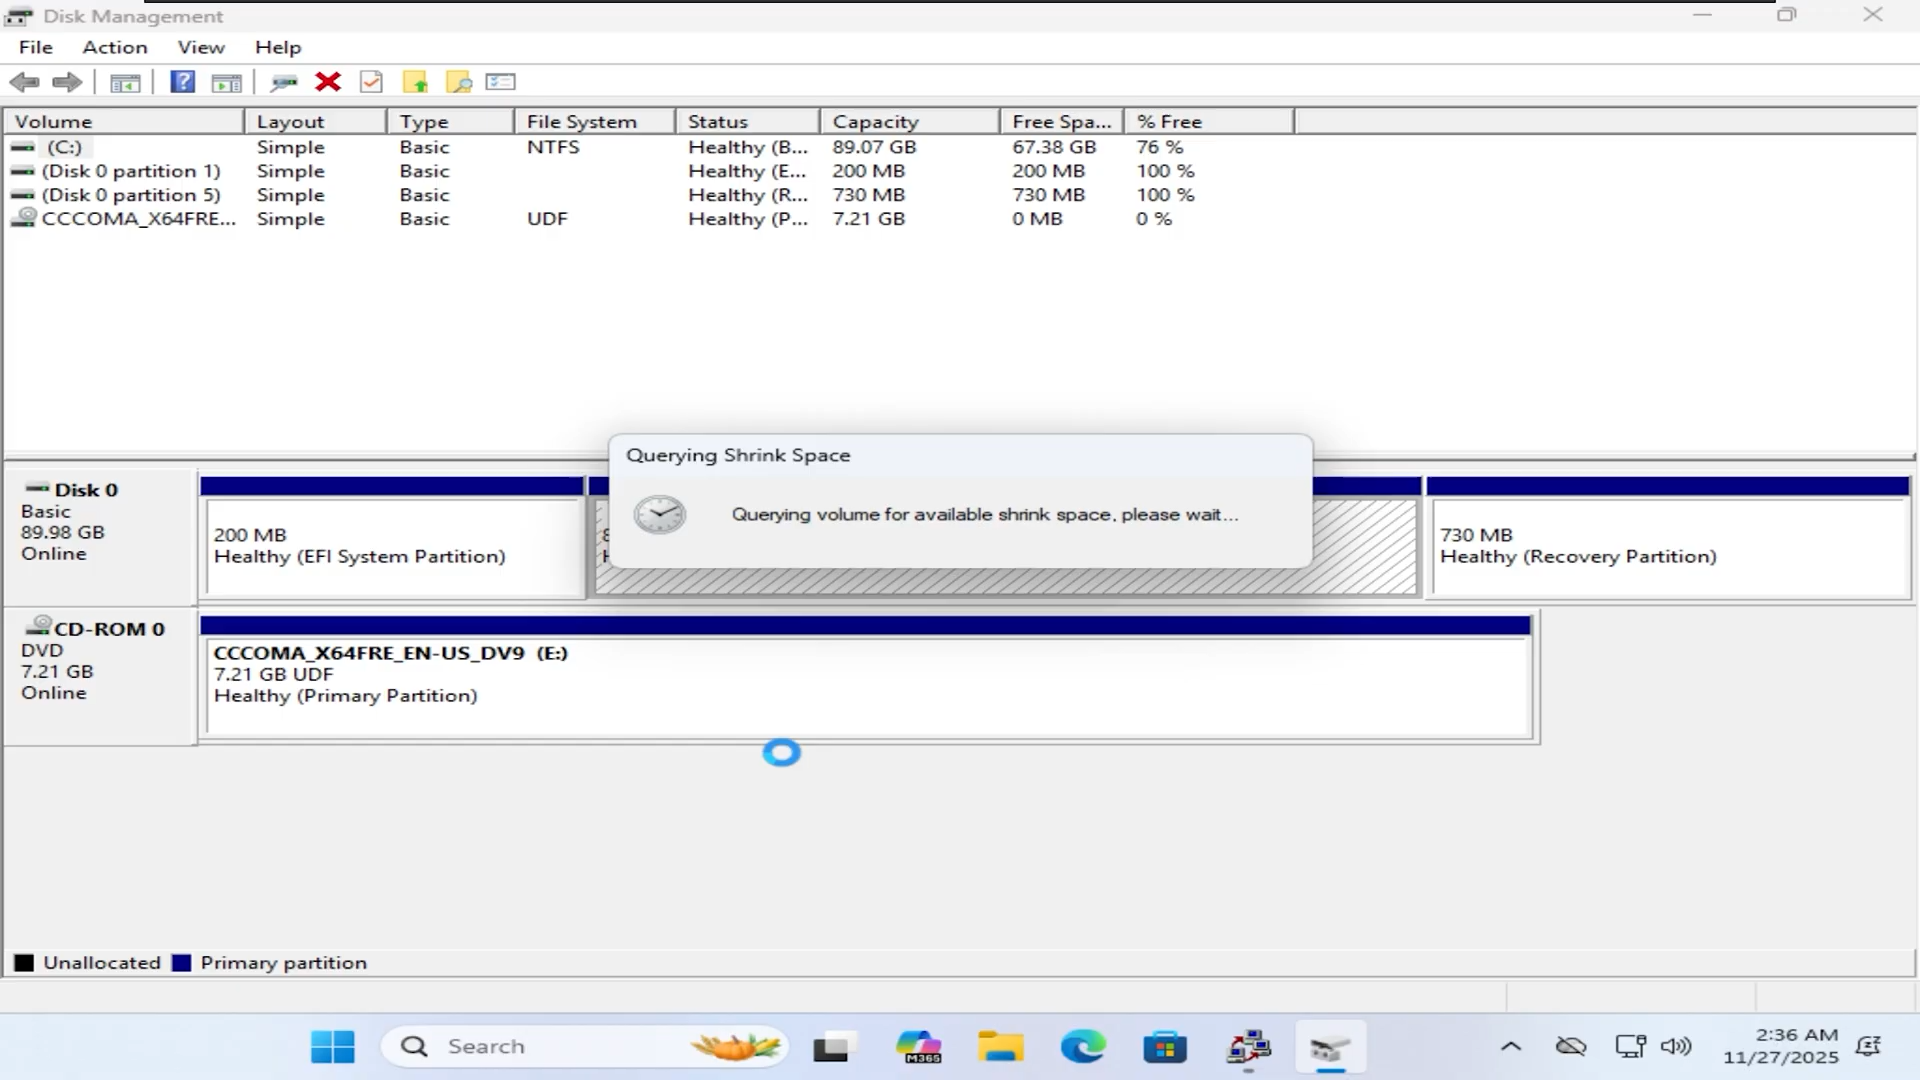 Disk Management
File Action View Help
Volume Layout Type File System Status Capacity Free Spa... % Free
(C:) Simple Basic NTFS Healthy (B... 89.07 GB 67.38 GB 76 %
(Disk 0 partition 1) Simple Basic Healthy (E... 200 MB 200 MB 100 %
(Disk 0 partition 5) Simple Basic Healthy (R... 730 MB 730 MB 100 %
CCCOMA_X64FRE... Simple Basic UDF Healthy (P... 7.21 GB 0 MB 0 %
Querying Shrink Space
Querying volume for available shrink space, please wait...
Disk 0
Basic
89.98 GB
Online
200 MB
Healthy (EFI System Partition)
730 MB
Healthy (Recovery Partition)
CD-ROM 0
DVD
7.21 GB
Online
CCCOMA_X64FRE_EN-US_DV9 (E:)
7.21 GB UDF
Healthy (Primary Partition)
Unallocated Primary partition
Search
M365
2:36 AM
11/27/2025